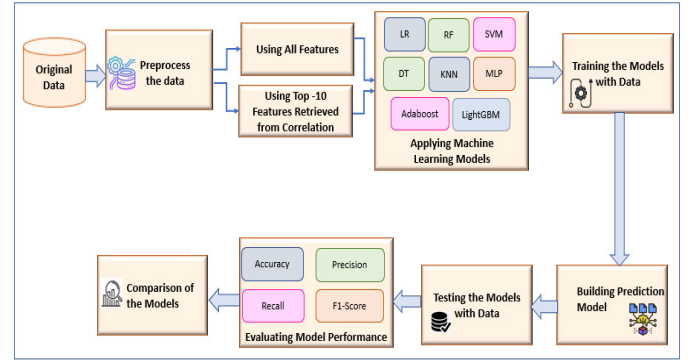 Original
Data
Preprocess
the data
Using All Features
Using Top -10
Features Retrieved
from Correlation
LR
RF
SVM
DT
KNN
MLP
Adaboost
LightGBM
Applying Machine
Learning Models
Training the Models
with Data
Building Prediction
Model
Testing the Models
with Data
Accuracy
Precision
Recall
F1-Score
Evaluating Model Performance
Comparison of
the Models